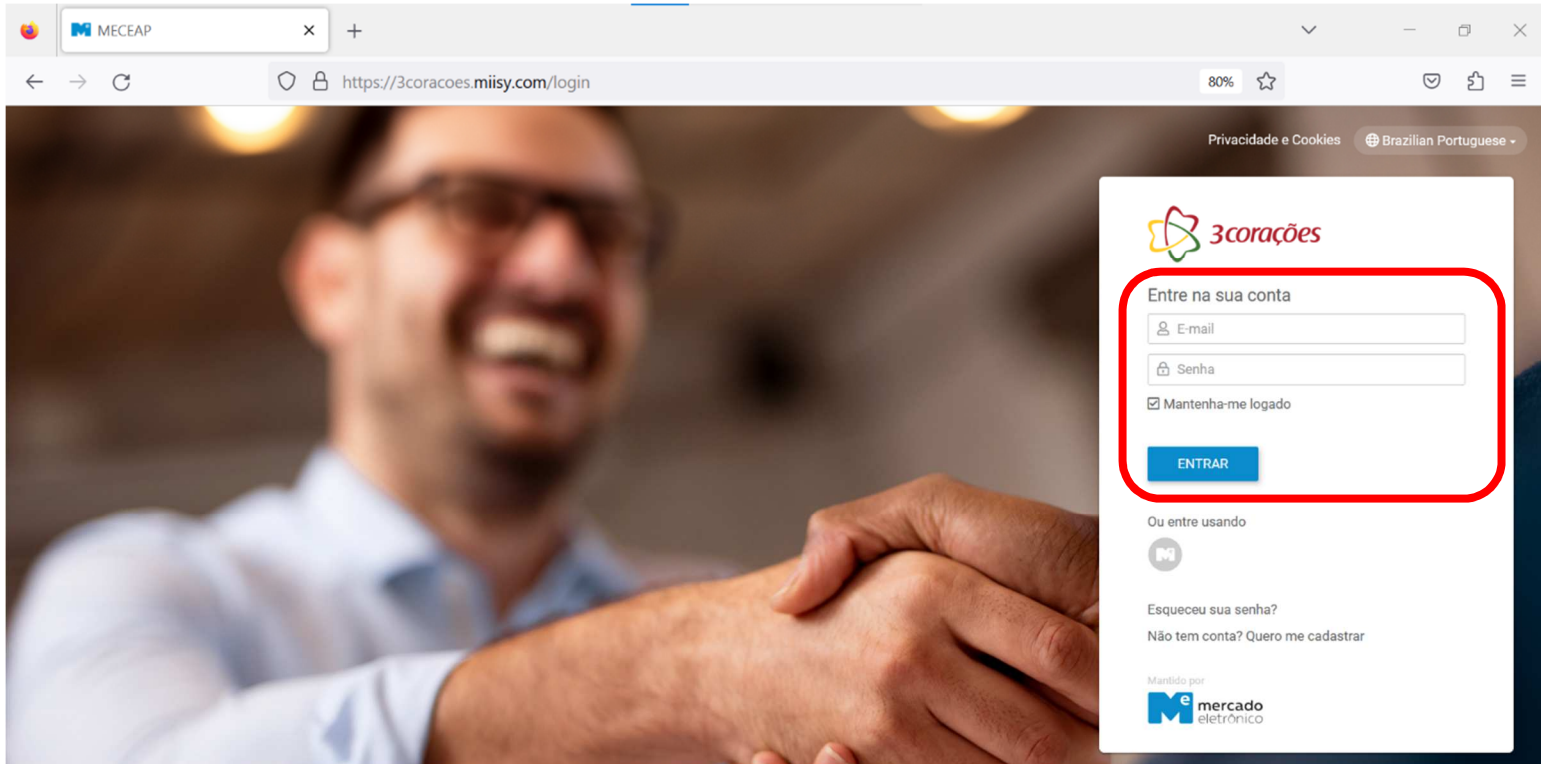 MECEAP
https://3coracoes.miisy.com/login
80%
Privacidade e Cookies
Brazilian Portuguese
3corações
Entre na sua conta
E-mail
Senha
Mantenha-me logado
ENTRAR
Ou entre usando
M
Esqueceu sua senha?
Não tem conta? Quero me cadastrar
Mantido por
Me mercado
eletrônico